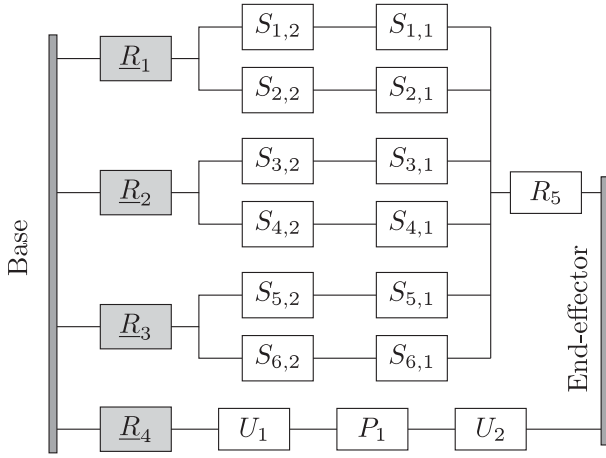 S1,2 S1,1
R1
S2,2 S2,1
S3,2 S3,1
R2 R5
S4,2 S4,1
Base
S5,2 S5,1
R3 End-effector
S6,2 S6,1
R4 U1 P1 U2